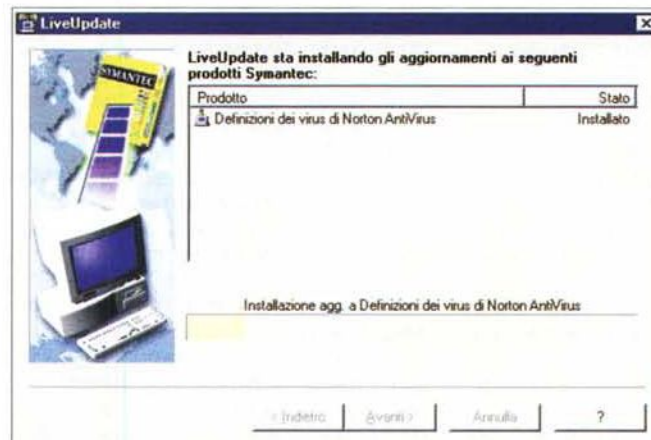 LiveUpdate
SYMANTEC
LiveUpdate sta installando gli aggiornamenti ai seguenti
prodotti Symantec:
Prodotto Stato
Definizioni dei virus di Norton AntiVirus Installato
Installazione agg. a Definizioni dei virus di Norton AntiVirus
< Indietro Avanti > Annulla ?